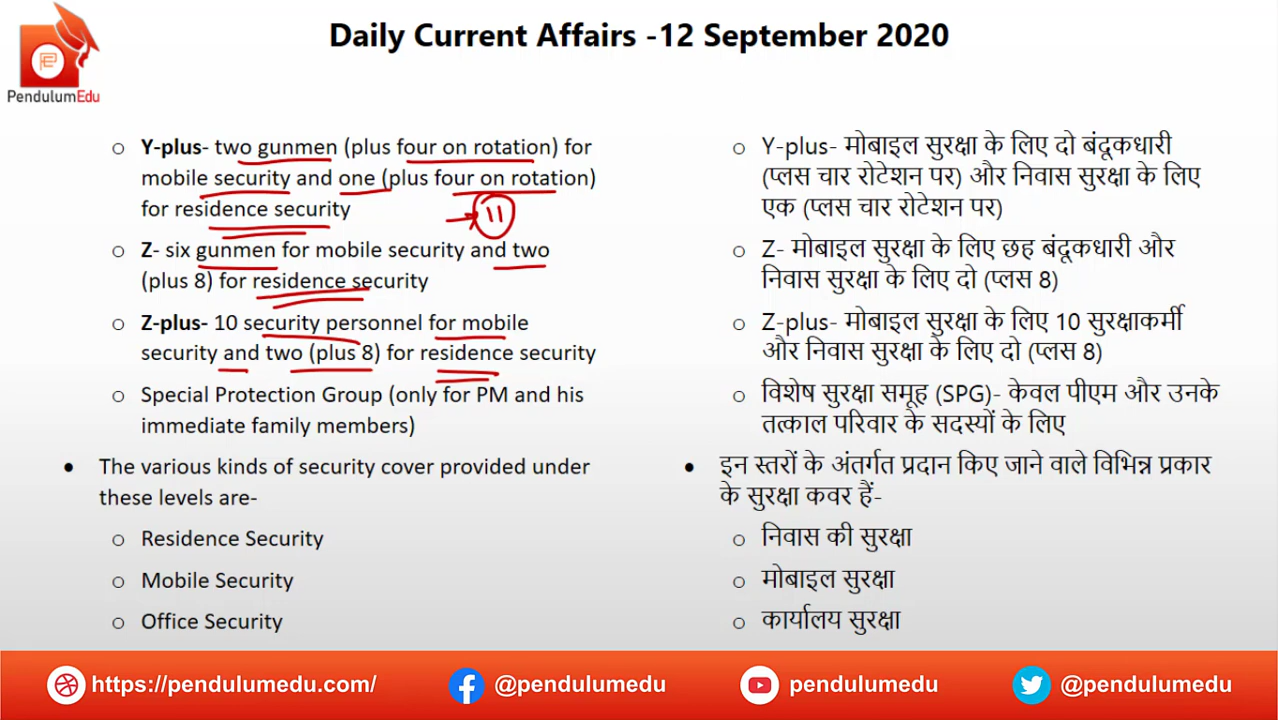 Daily Current Affairs -12 September 2020
PendulumEdu
Y-plus- two gunmen (plus four on rotation) for
mobile security and one (plus four on rotation)
for residence security
11
Z- six gunmen for mobile security and two
(plus 8) for residence security
Z-plus- 10 security personnel for mobile
security and two (plus 8) for residence security
Special Protection Group (only for PM and his
immediate family members)
The various kinds of security cover provided under
these levels are-
Residence Security
Mobile Security
Office Security
Y-plus- मोबाइल सुरक्षा के लिए दो बंदूकधारी
(प्लस चार रोटेशन पर) और निवास सुरक्षा के लिए
एक (प्लस चार रोटेशन पर)
Z- मोबाइल सुरक्षा के लिए छह बंदूकधारी और
निवास सुरक्षा के लिए दो (प्लस 8)
Z-plus- मोबाइल सुरक्षा के लिए 10 सुरक्षाकर्मी
और निवास सुरक्षा के लिए दो (प्लस 8)
विशेष सुरक्षा समूह (SPG)- केवल पीएम और उनके
तत्काल परिवार के सदस्यों के लिए
इन स्तरों के अंतर्गत प्रदान किए जाने वाले विभिन्न प्रकार
के सुरक्षा कवर हैं-
निवास की सुरक्षा
मोबाइल सुरक्षा
कार्यालय सुरक्षा
https://pendulumedu.com/
@pendulumedu
pendulumedu
@pendulumedu